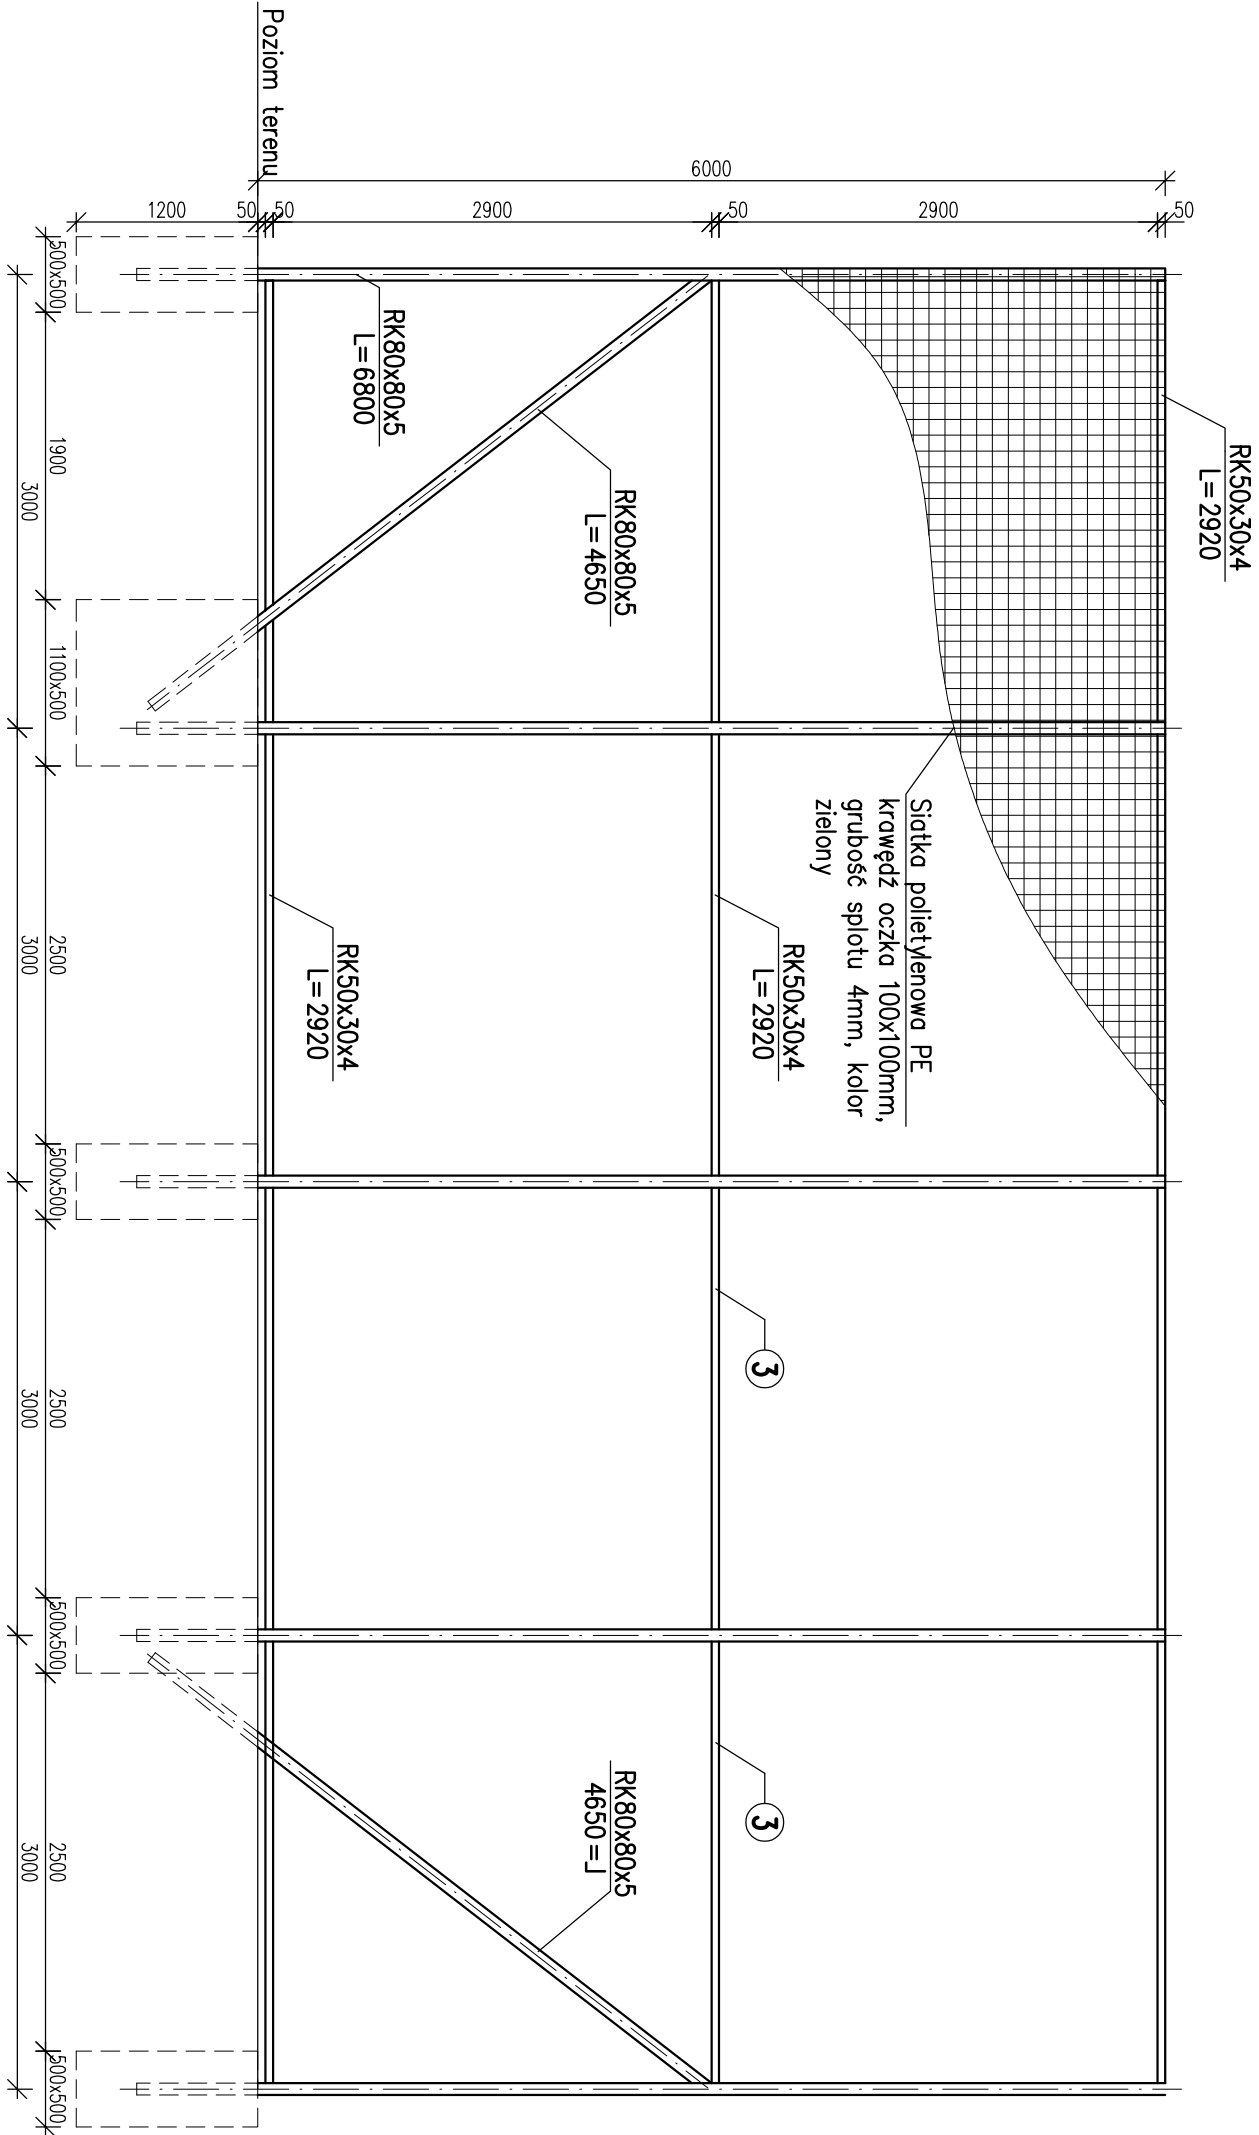 RK50x30x4
L=2920
Siatka polietylenowa PE
krawędź oczka 100x100mm,
grubość splotu 4mm, kolor
zielony
RK50x30x4
L=2920
3
3
RK80x80x5
L=4650
RK80x80x5
4650=L
RK80x80x5
L=6800
RK50x30x4
L=2920
Poziom terenu
6000
50
2900
50
2900
50
50
1200
500x500
1900
1100x500
2500
500x500
2500
500x500
2500
500x500
3000
3000
3000
3000